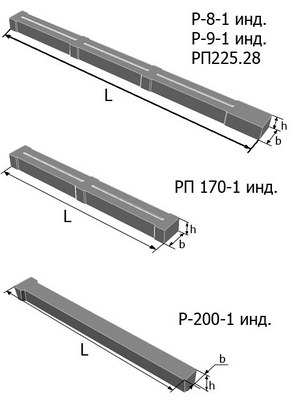 Р-8-1 инд.
Р-9-1 инд.
РП225.28
L
h
b
РП 170-1 инд.
L
h
b
Р-200-1 инд.
L
b
h